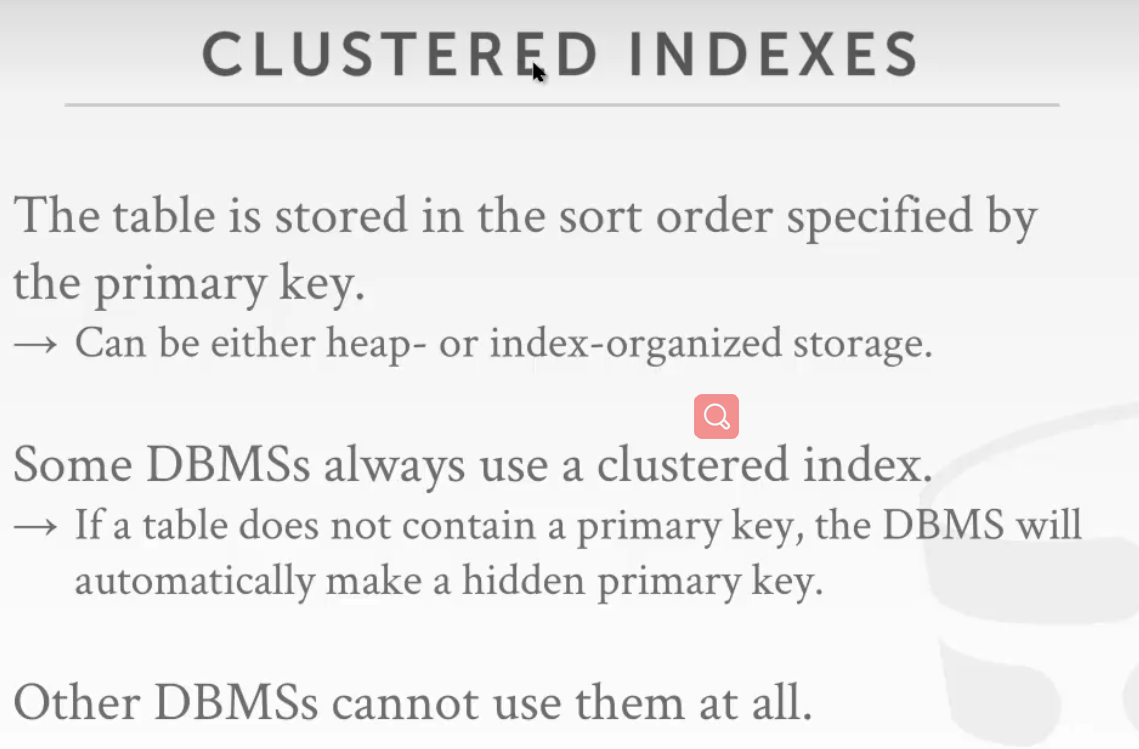 CLUSTERED INDEXES
The table is stored in the sort order specified by
the primary key.
→ Can be either heap- or index-organized storage.
Some DBMSs always use a clustered index.
→ If a table does not contain a primary key, the DBMS will
automatically make a hidden primary key.
Other DBMSs cannot use them at all.